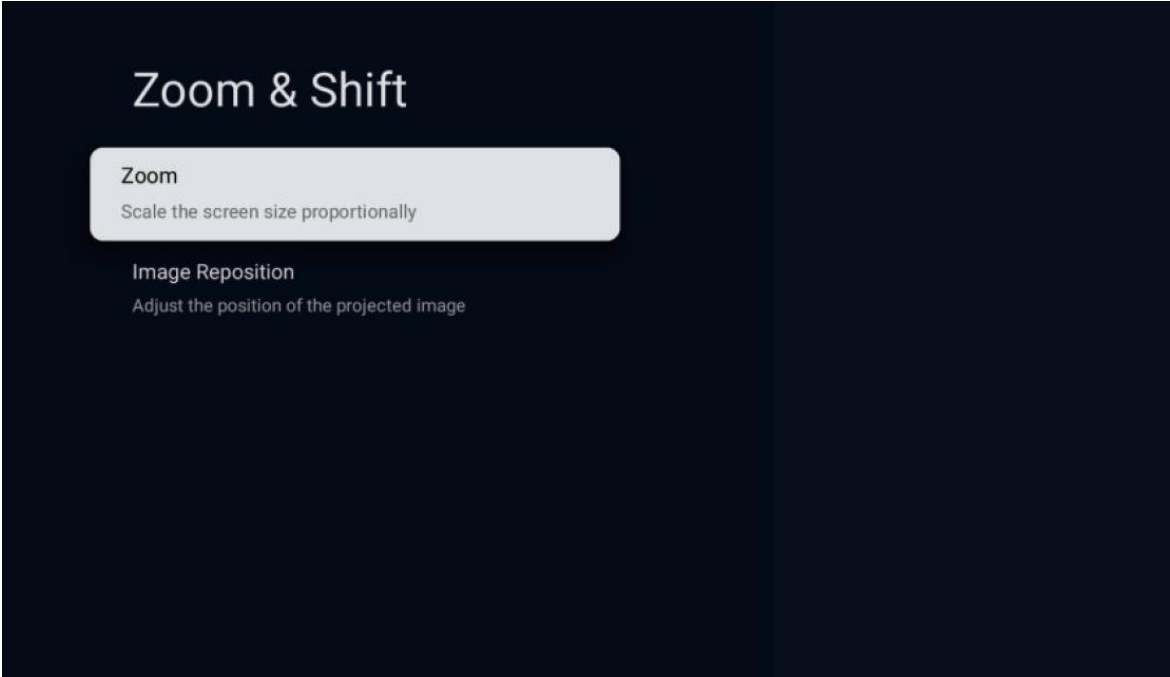 Zoom & Shift
Zoom
Scale the screen size proportionally
Image Reposition
Adjust the position of the projected image